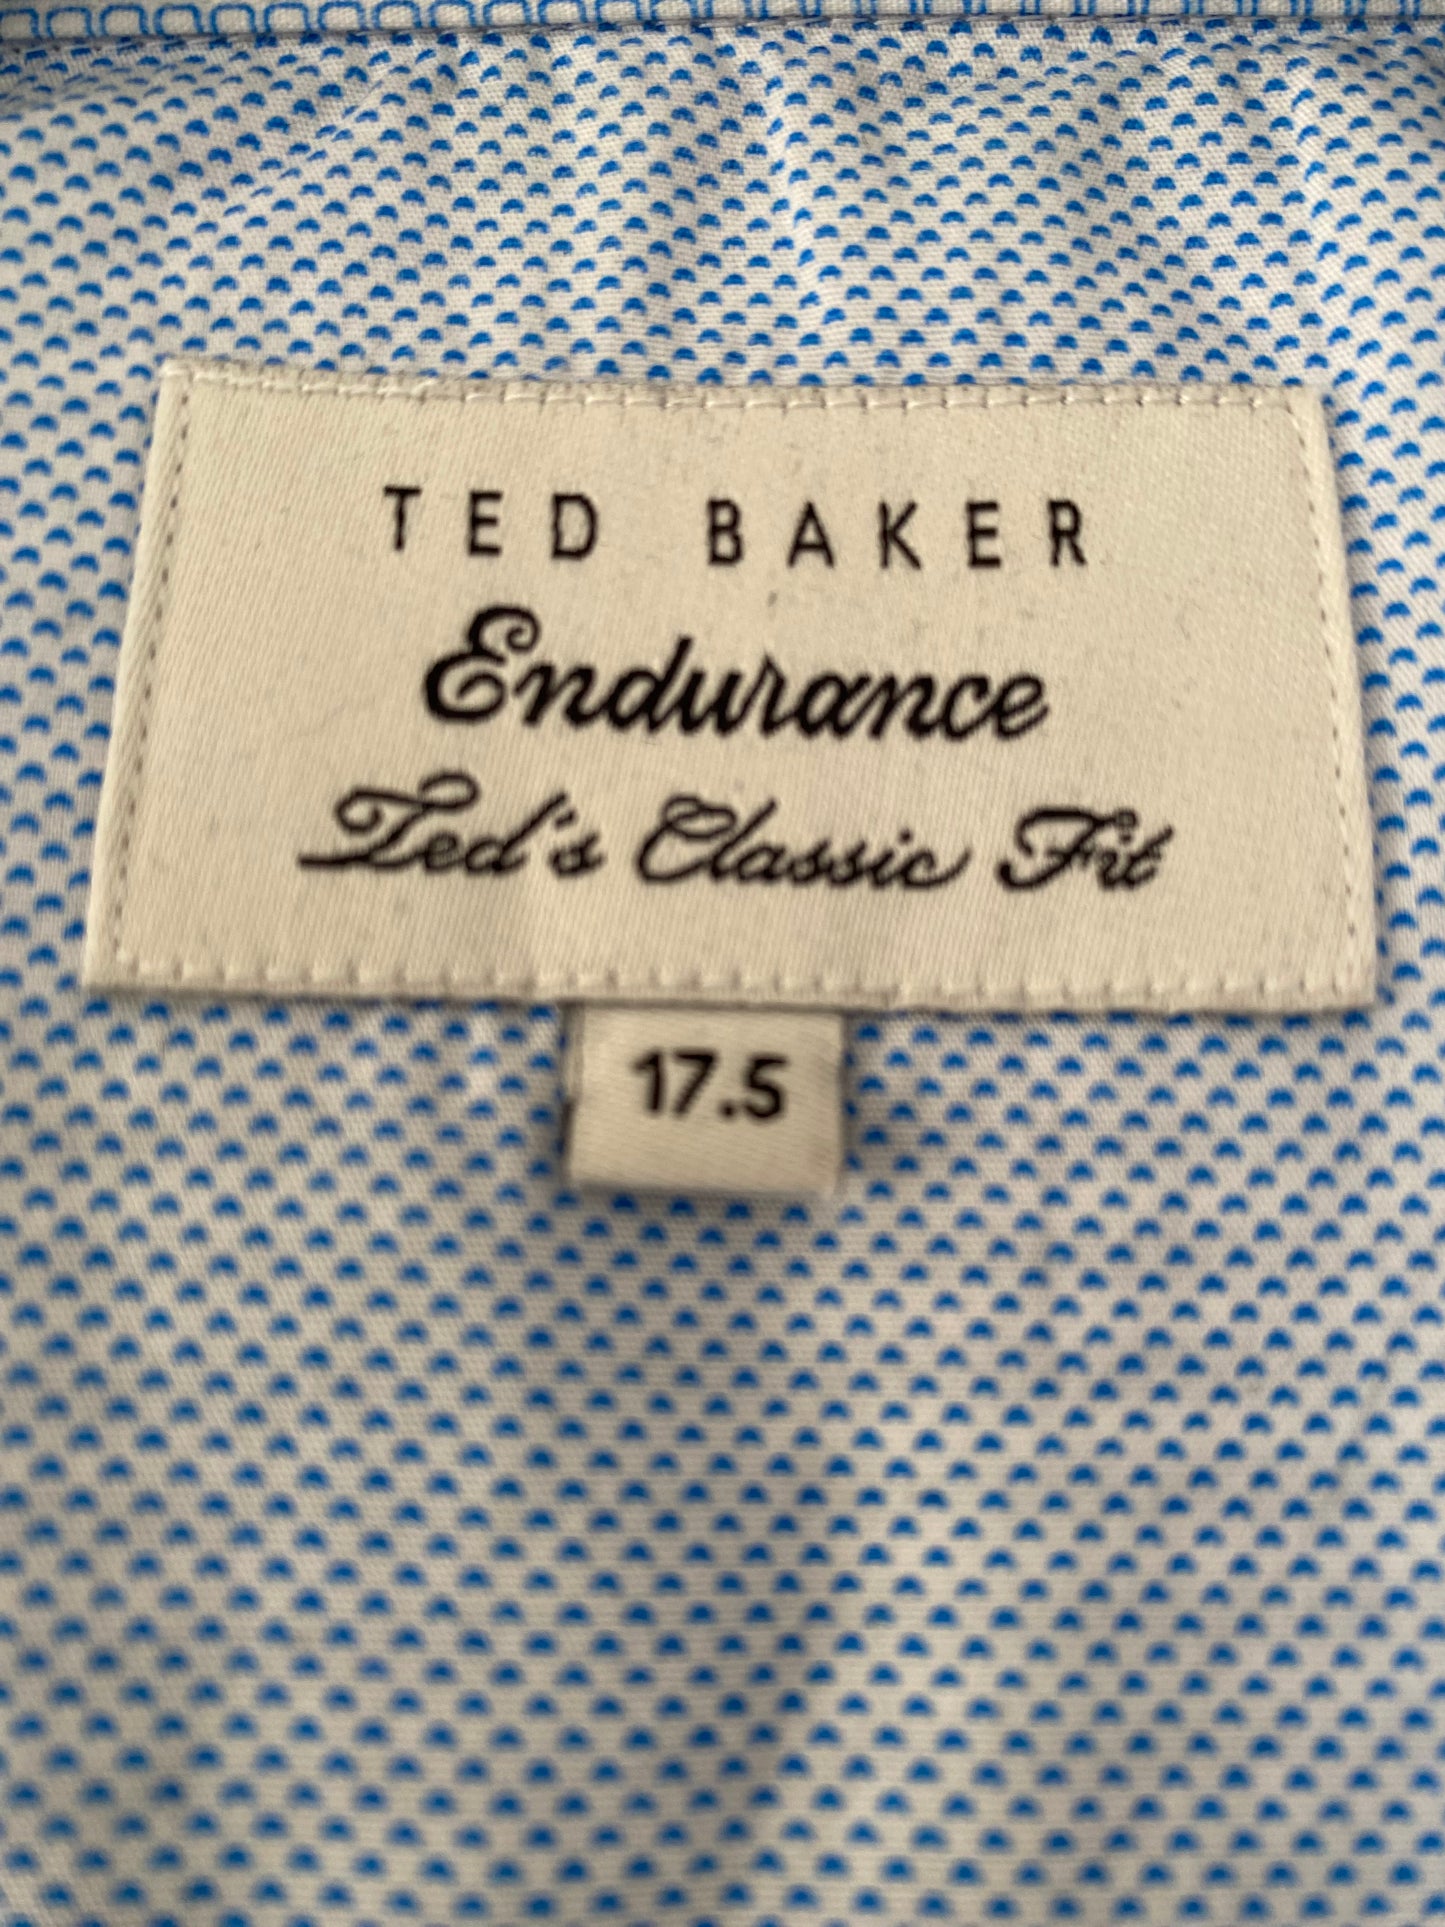 TED BAKER
Endurance
Ted's Classic Fit
17.5